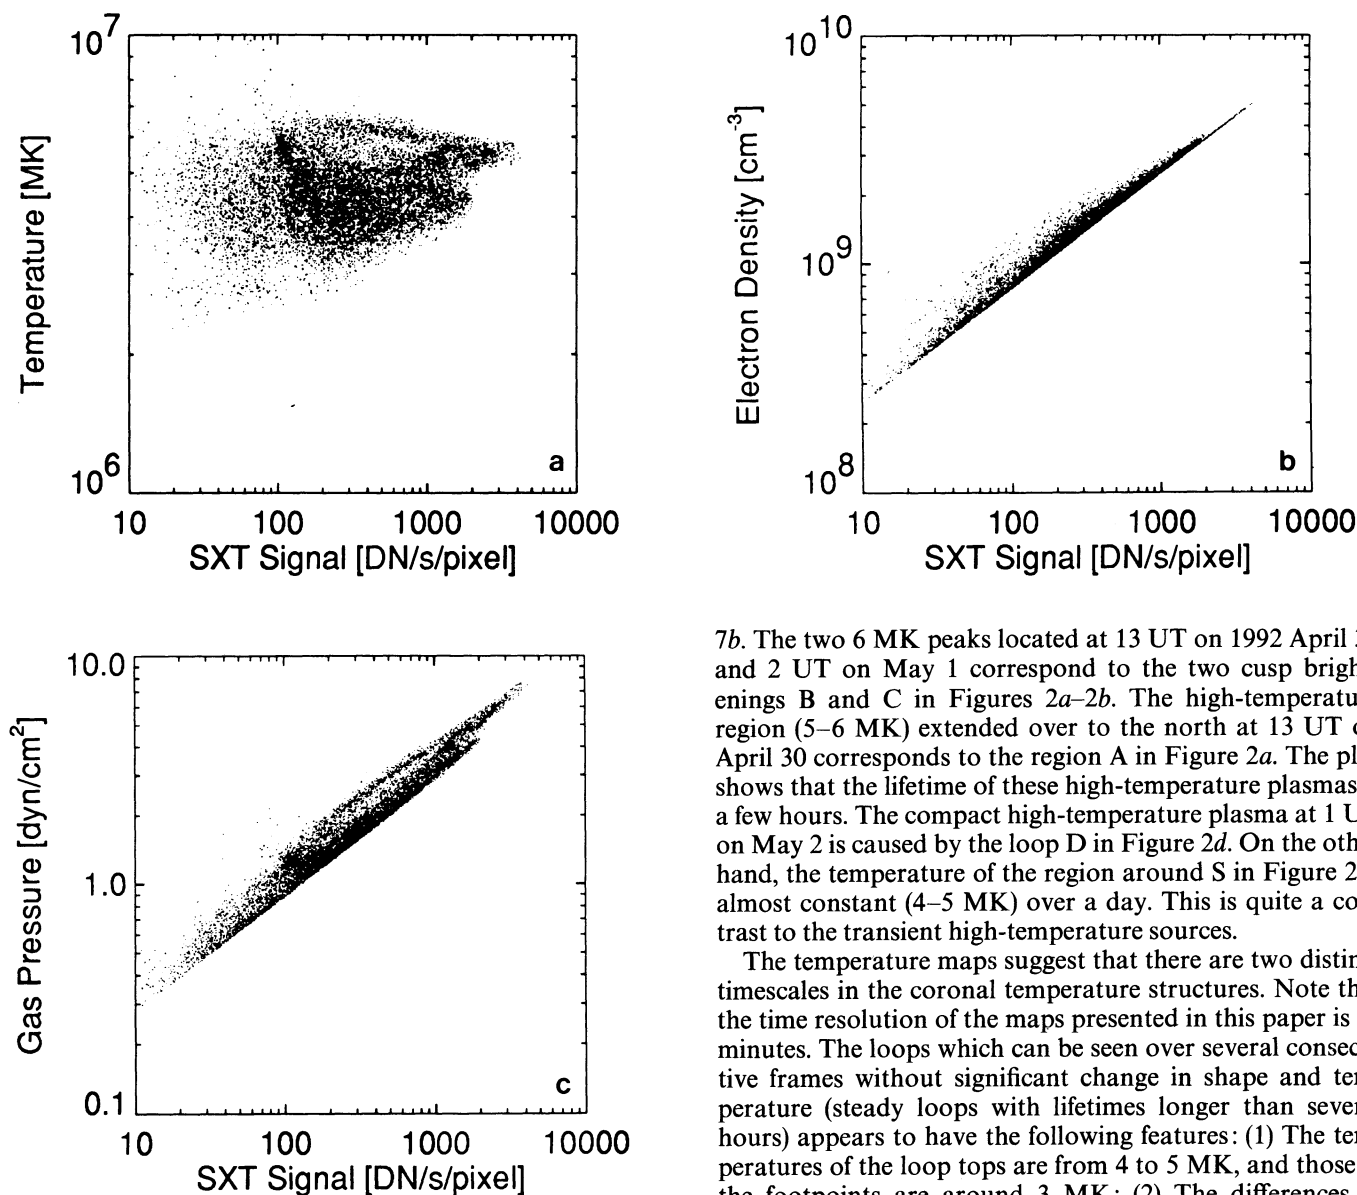 10^7
Temperature [MK]
10^6
a
10 100 1000 10000
SXT Signal [DN/s/pixel]
10^10
Electron Density [cm^-3]
10^9
10^8
b
10 100 1000 10000
SXT Signal [DN/s/pixel]
10.0
Gas Pressure [dyn/cm^2]
1.0
0.1
c
10 100 1000 10000
SXT Signal [DN/s/pixel]
7b. The two 6 MK peaks located at 13 UT on 1992 April
and 2 UT on May 1 correspond to the two cusp brigh
enings B and C in Figures 2a–2b. The high-temperatu
region (5–6 MK) extended over to the north at 13 UT
April 30 corresponds to the region A in Figure 2a. The pl
shows that the lifetime of these high-temperature plasmas
a few hours. The compact high-temperature plasma at 1 U
on May 2 is caused by the loop D in Figure 2d. On the oth
hand, the temperature of the region around S in Figure 2
almost constant (4–5 MK) over a day. This is quite a co
trast to the transient high-temperature sources.
The temperature maps suggest that there are two distin
timescales in the coronal temperature structures. Note th
the time resolution of the maps presented in this paper is
minutes. The loops which can be seen over several consec
tive frames without significant change in shape and te
perature (steady loops with lifetimes longer than sever
hours) appears to have the following features: (1) The te
peratures of the loop tops are from 4 to 5 MK, and those
the footpoints are around 3 MK; (2) The differences